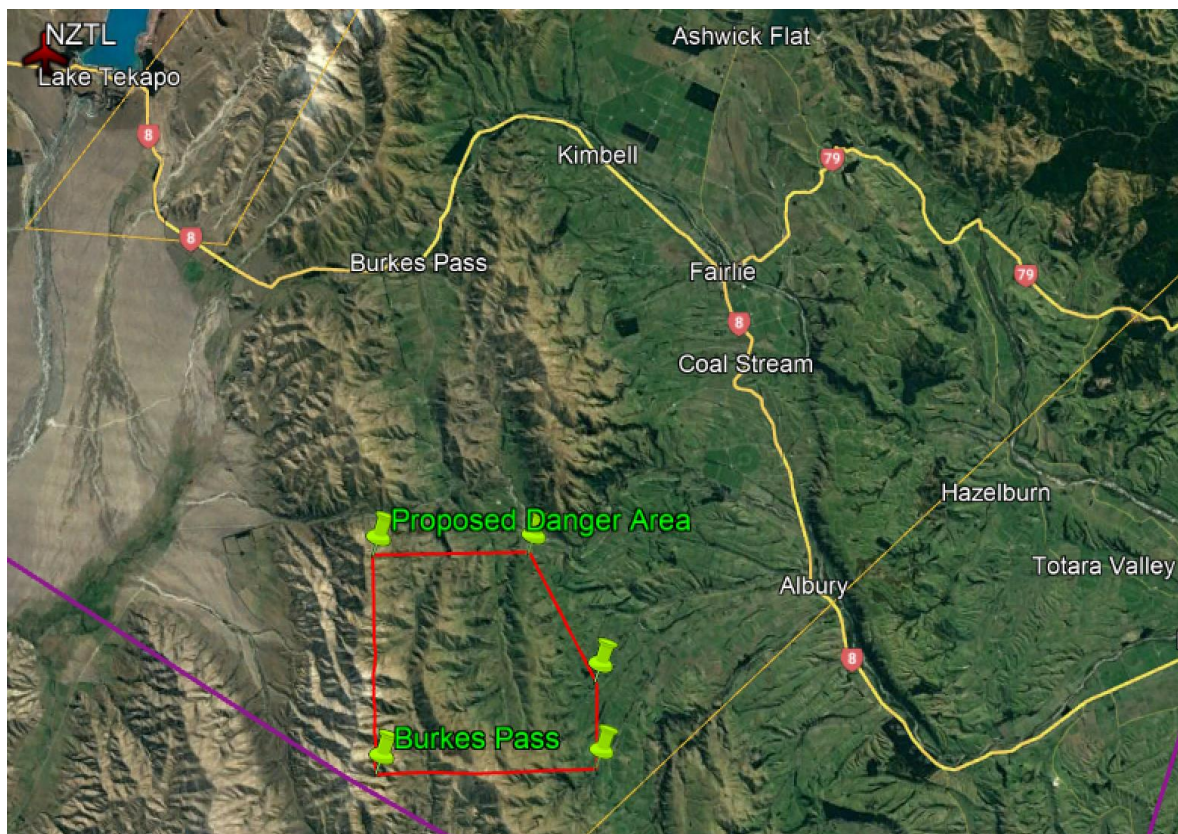 NZTL
Lake Tekapo
Ashwick Flat
8
Kimbell
79
8
Burkes Pass
Fairlie
79
8
Coal Stream
Hazelburn
Proposed Danger Area
Totara Valley
Albury
8
Burkes Pass